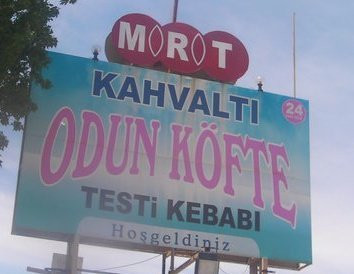 MRT
KAHVALTI
24
ODUN KÖFTE
TESTi KEBABI
Hoşgeldiniz